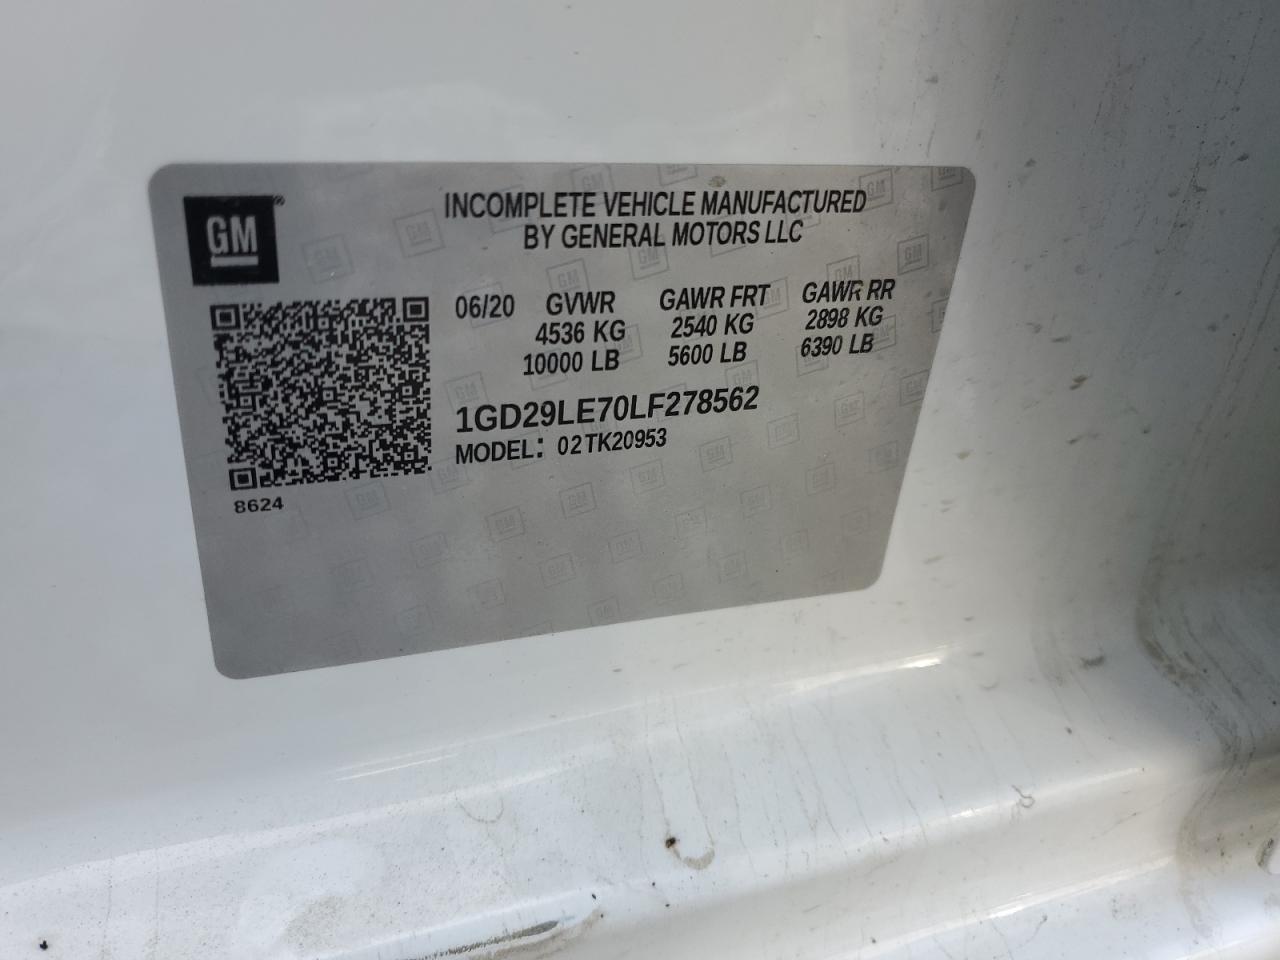 GM
INCOMPLETE VEHICLE MANUFACTURED
BY GENERAL MOTORS LLC
06/20 GVWR GAWR FRT GAWR RR
4536 KG 2540 KG 2898 KG
10000 LB 5600 LB 6390 LB
1GD29LE70LF278562
MODEL: 02TK20953
8624